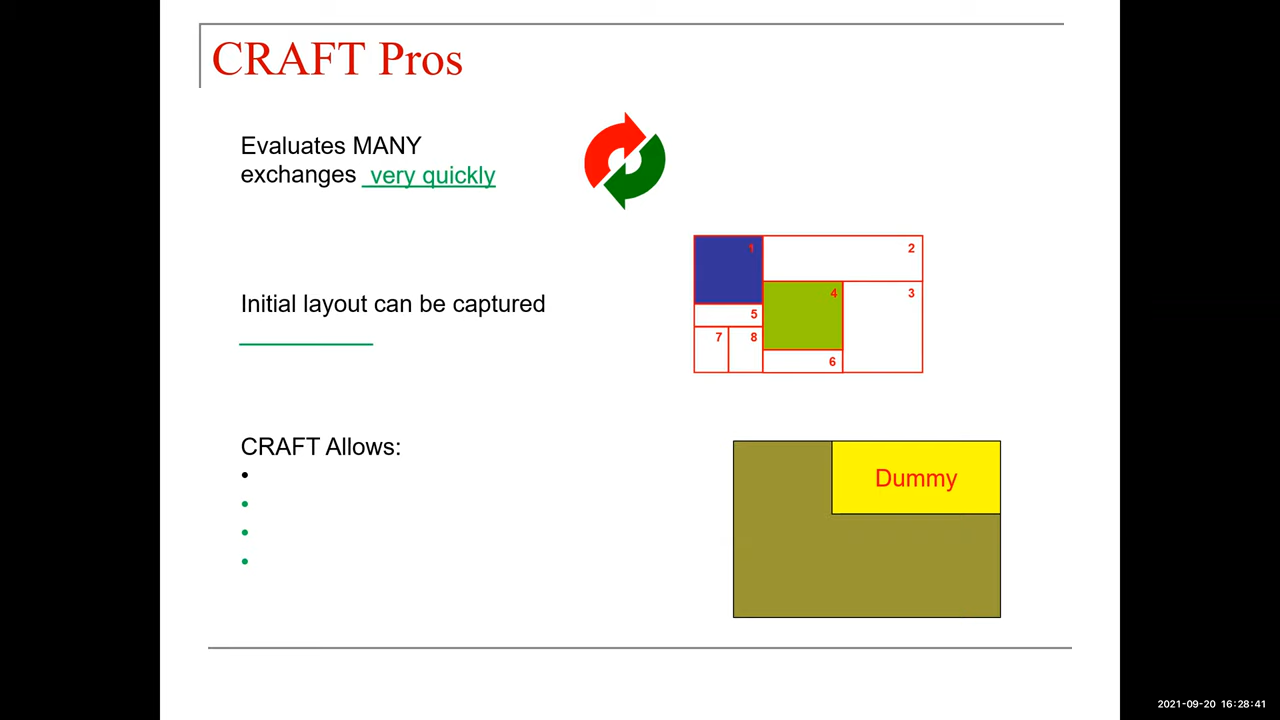 CRAFT Pros
Evaluates MANY
exchanges very quickly
Initial layout can be captured
1
2
3
4
5
6
7
8
CRAFT Allows:
•
•
•
•
Dummy
2021-09-20 16:28:41